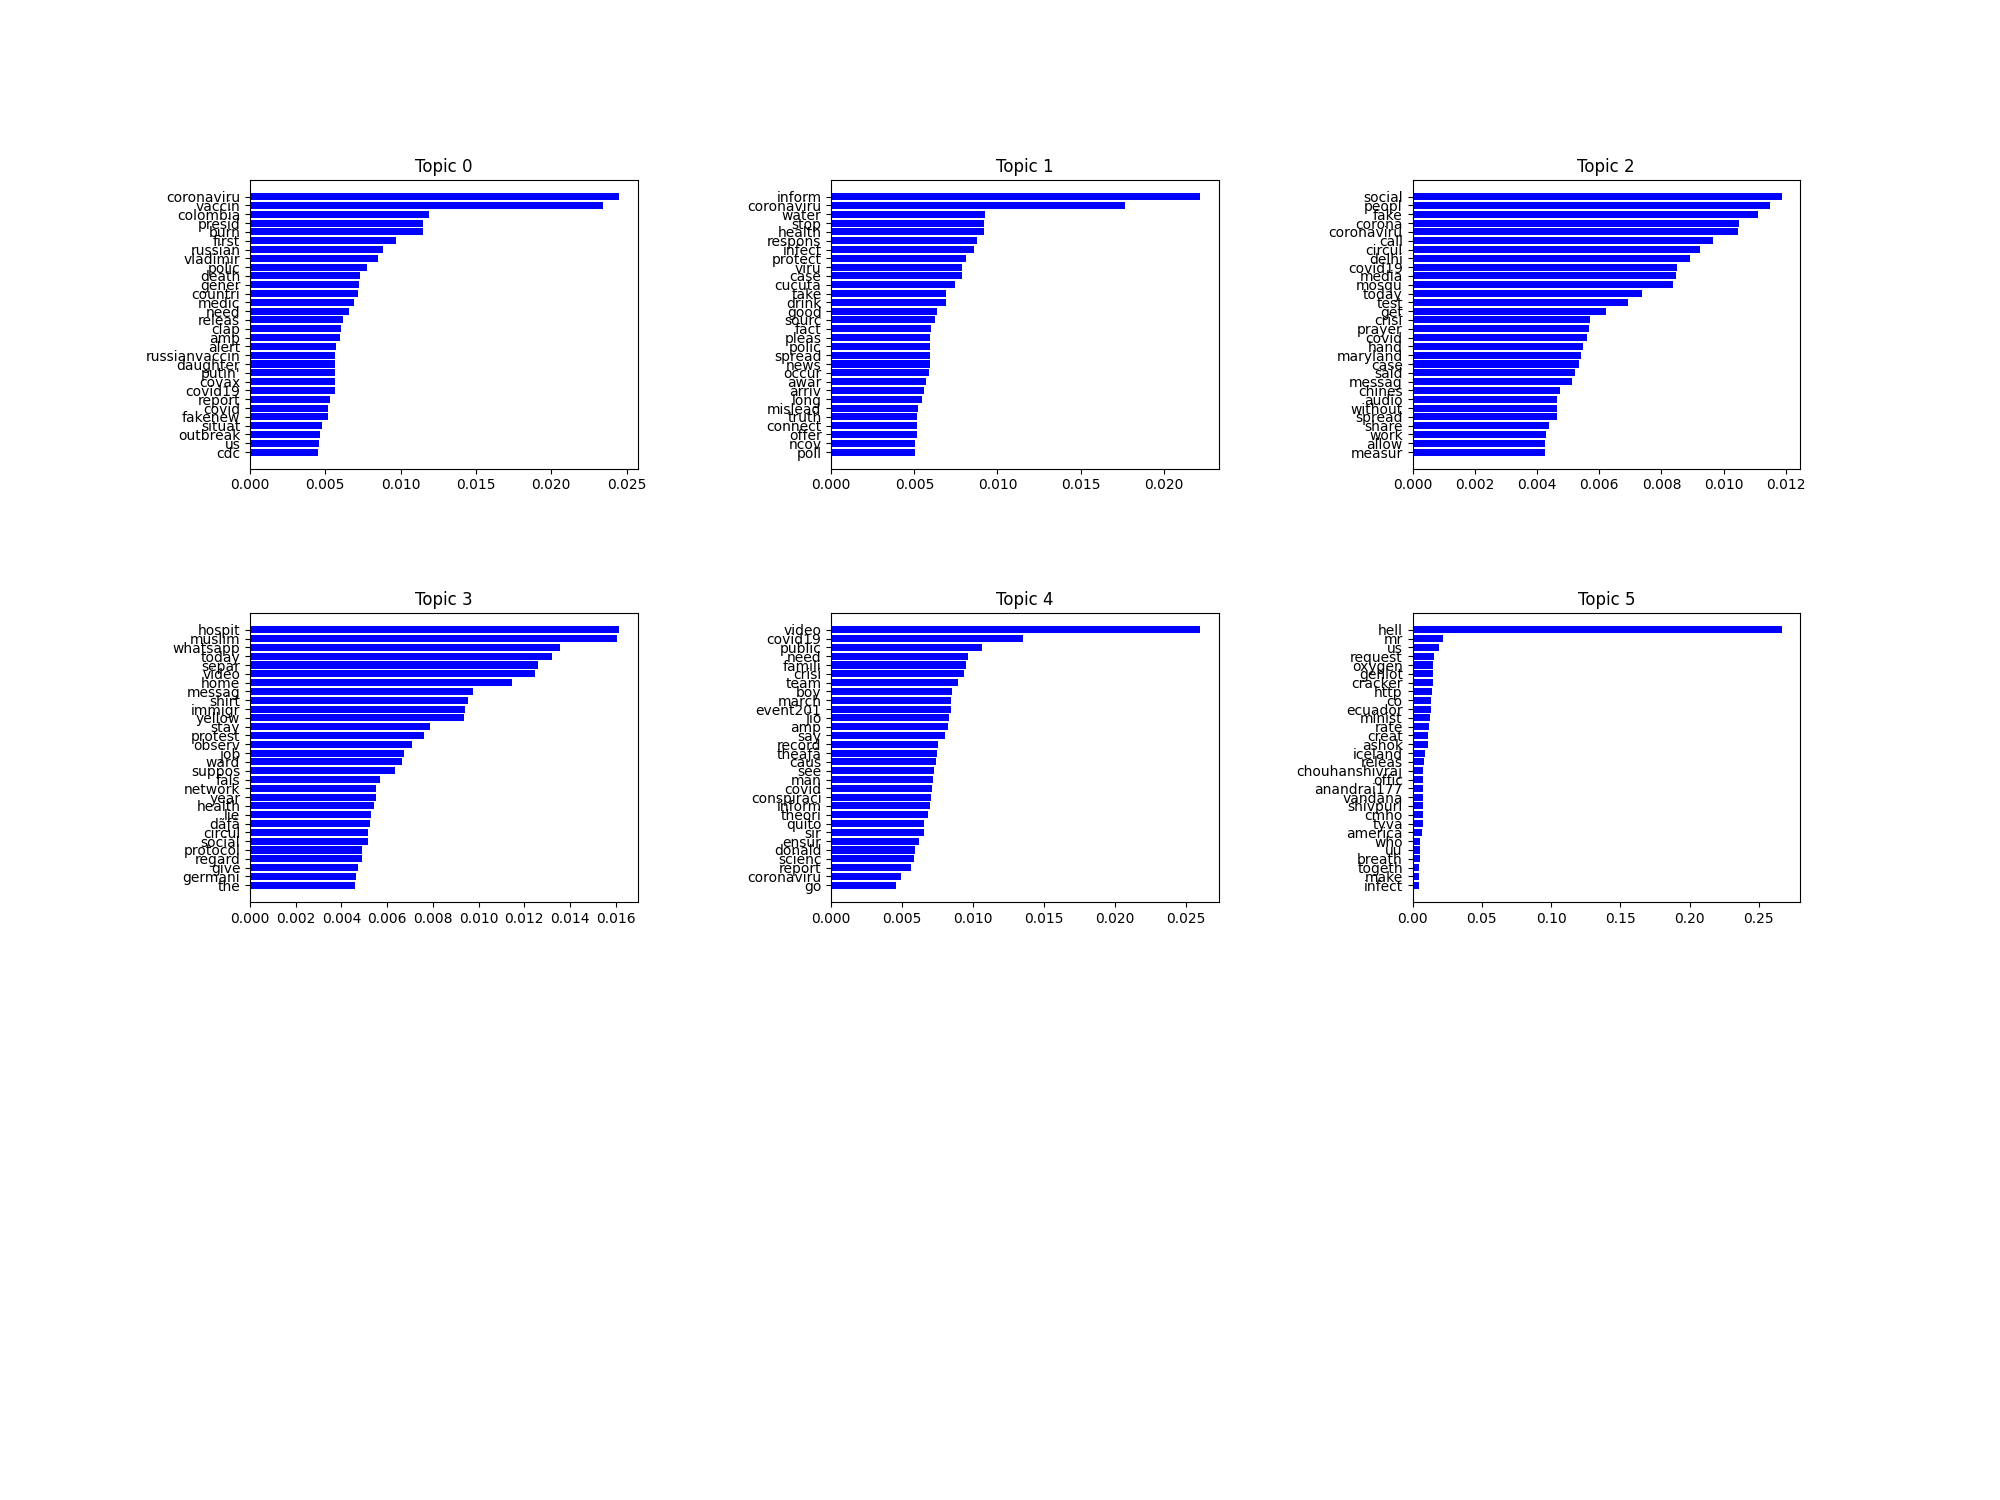 Topic 0
coronaviru
vaccin
colombia
presid
burn
first
russian
vladimir
polic
death
gener
countri
medic
need
releas
clap
amp
alert
russianvaccin
daughter
putin'
covax
covid19
report
covid
fakenew
situat
outbreak
us
cdc
0.000 0.005 0.010 0.015 0.020 0.025
Topic 1
inform
coronaviru
water
stop
health
respons
infect
protect
viru
case
cucuta
take
drink
good
sourc
fact
pleas
polic
spread
news
occur
awar
arriv
long
mislead
truth
connect
offer
ncov
poll
0.000 0.005 0.010 0.015 0.020
Topic 2
social
peopl
fake
corona
coronaviru
call
circul
delhi
covid19
media
mosqu
today
test
get
crisi
prayer
covid
hand
maryland
case
said
messag
chines
audio
without
spread
share
work
allow
measur
0.000 0.002 0.004 0.006 0.008 0.010 0.012
Topic 3
hospit
muslim
whatsapp
today
separ
video
home
messag
shirt
immigr
yellow
stay
protest
observ
job
ward
suppos
fals
network
year
health
lie
circul
social
protocol
regard
give
germani
the
0.000 0.002 0.004 0.006 0.008 0.010 0.012 0.014 0.016
Topic 4
video
covid19
public
need
famili
crisi
team
boy
march
event201
jio
amp
say
record
caus
see
man
covid
conspiraci
inform
theori
quito
sir
ensur
donald
scienc
report
coronaviru
go
0.000 0.005 0.010 0.015 0.020 0.025
Topic 5
hell
mr
us
request
oxygen
gehlot
cracker
http
co
ecuador
minist
rate
creat
ashok
iceland
releas
chouhanshivraj
offic
anandrai177
vandana
shivpuri
cmho
america
who
uu
breath
togeth
make
infect
0.00 0.05 0.10 0.15 0.20 0.25